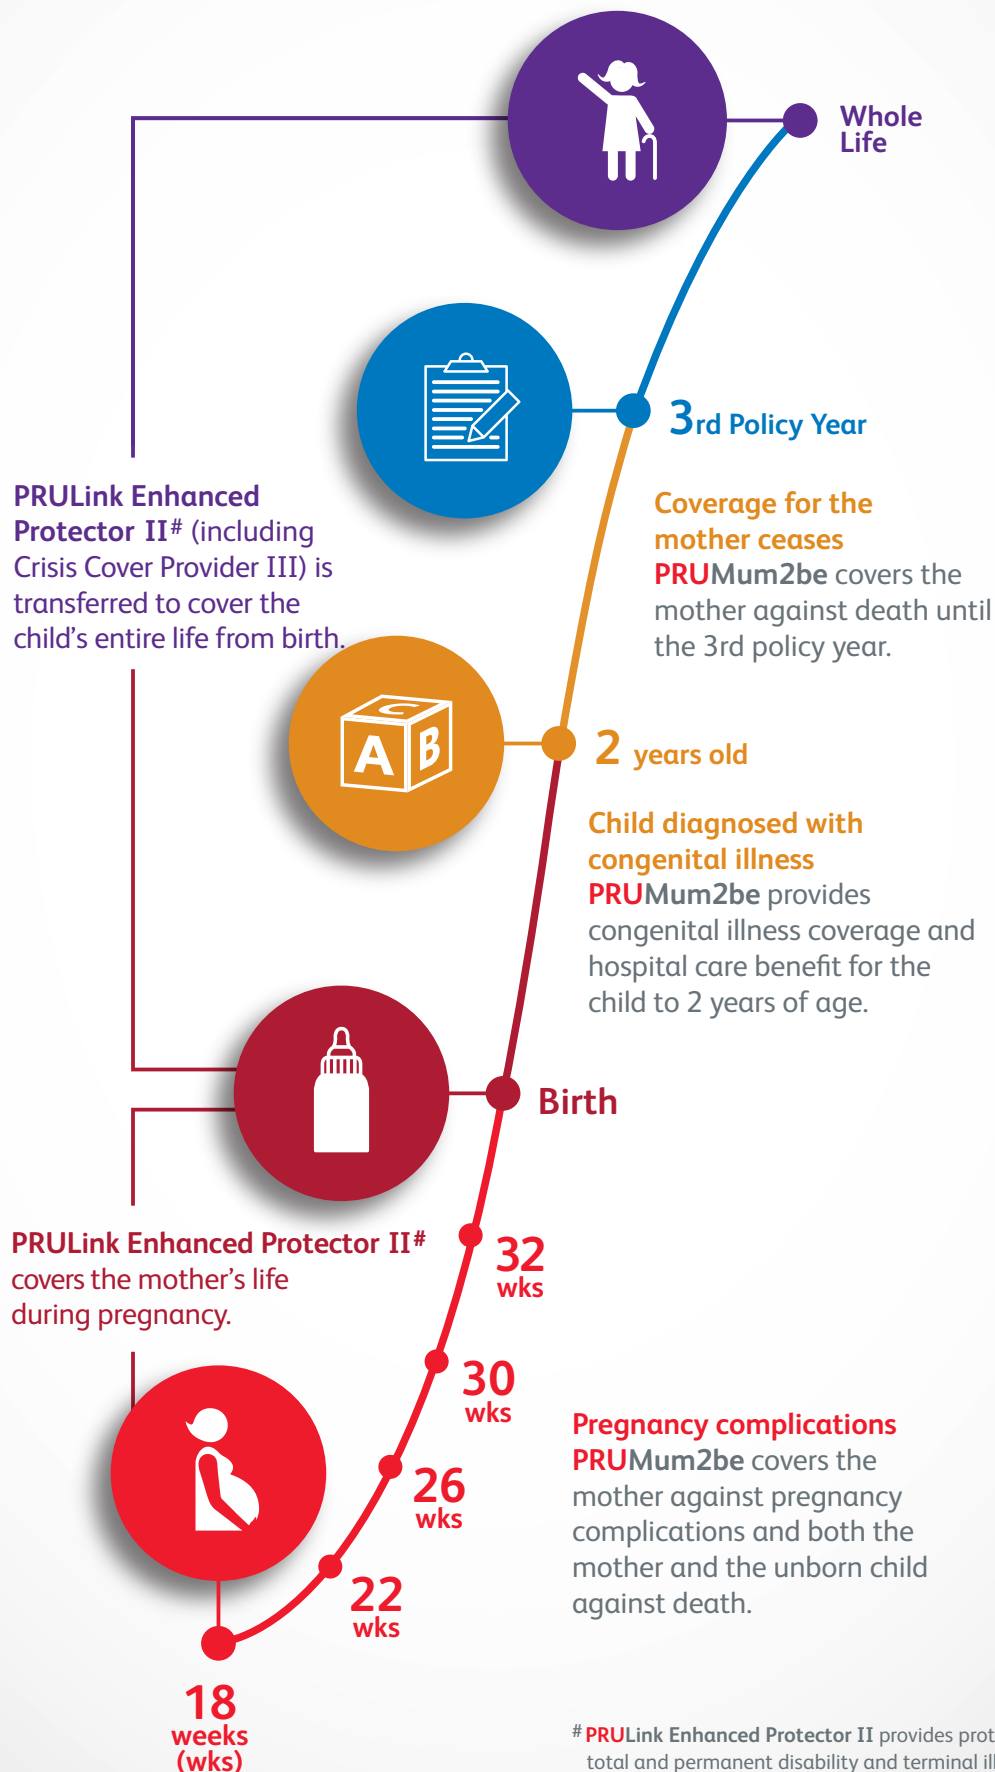 Whole
Life
3rd Policy Year
PRULink Enhanced
Protector II# (including
Crisis Cover Provider III) is
transferred to cover the
child's entire life from birth.
Coverage for the
mother ceases
PRUMum2be covers the
mother against death until
the 3rd policy year.
C
A B
2 years old
Child diagnosed with
congenital illness
PRUMum2be provides
congenital illness coverage and
hospital care benefit for the
child to 2 years of age.
Birth
PRULink Enhanced Protector II#
covers the mother's life
during pregnancy.
32
wks
30
wks
26
wks
22
wks
18
weeks
(wks)
Pregnancy complications
PRUMum2be covers the
mother against pregnancy
complications and both the
mother and the unborn child
against death.
# PRULink Enhanced Protector II provides
total and permanent disability and terminal